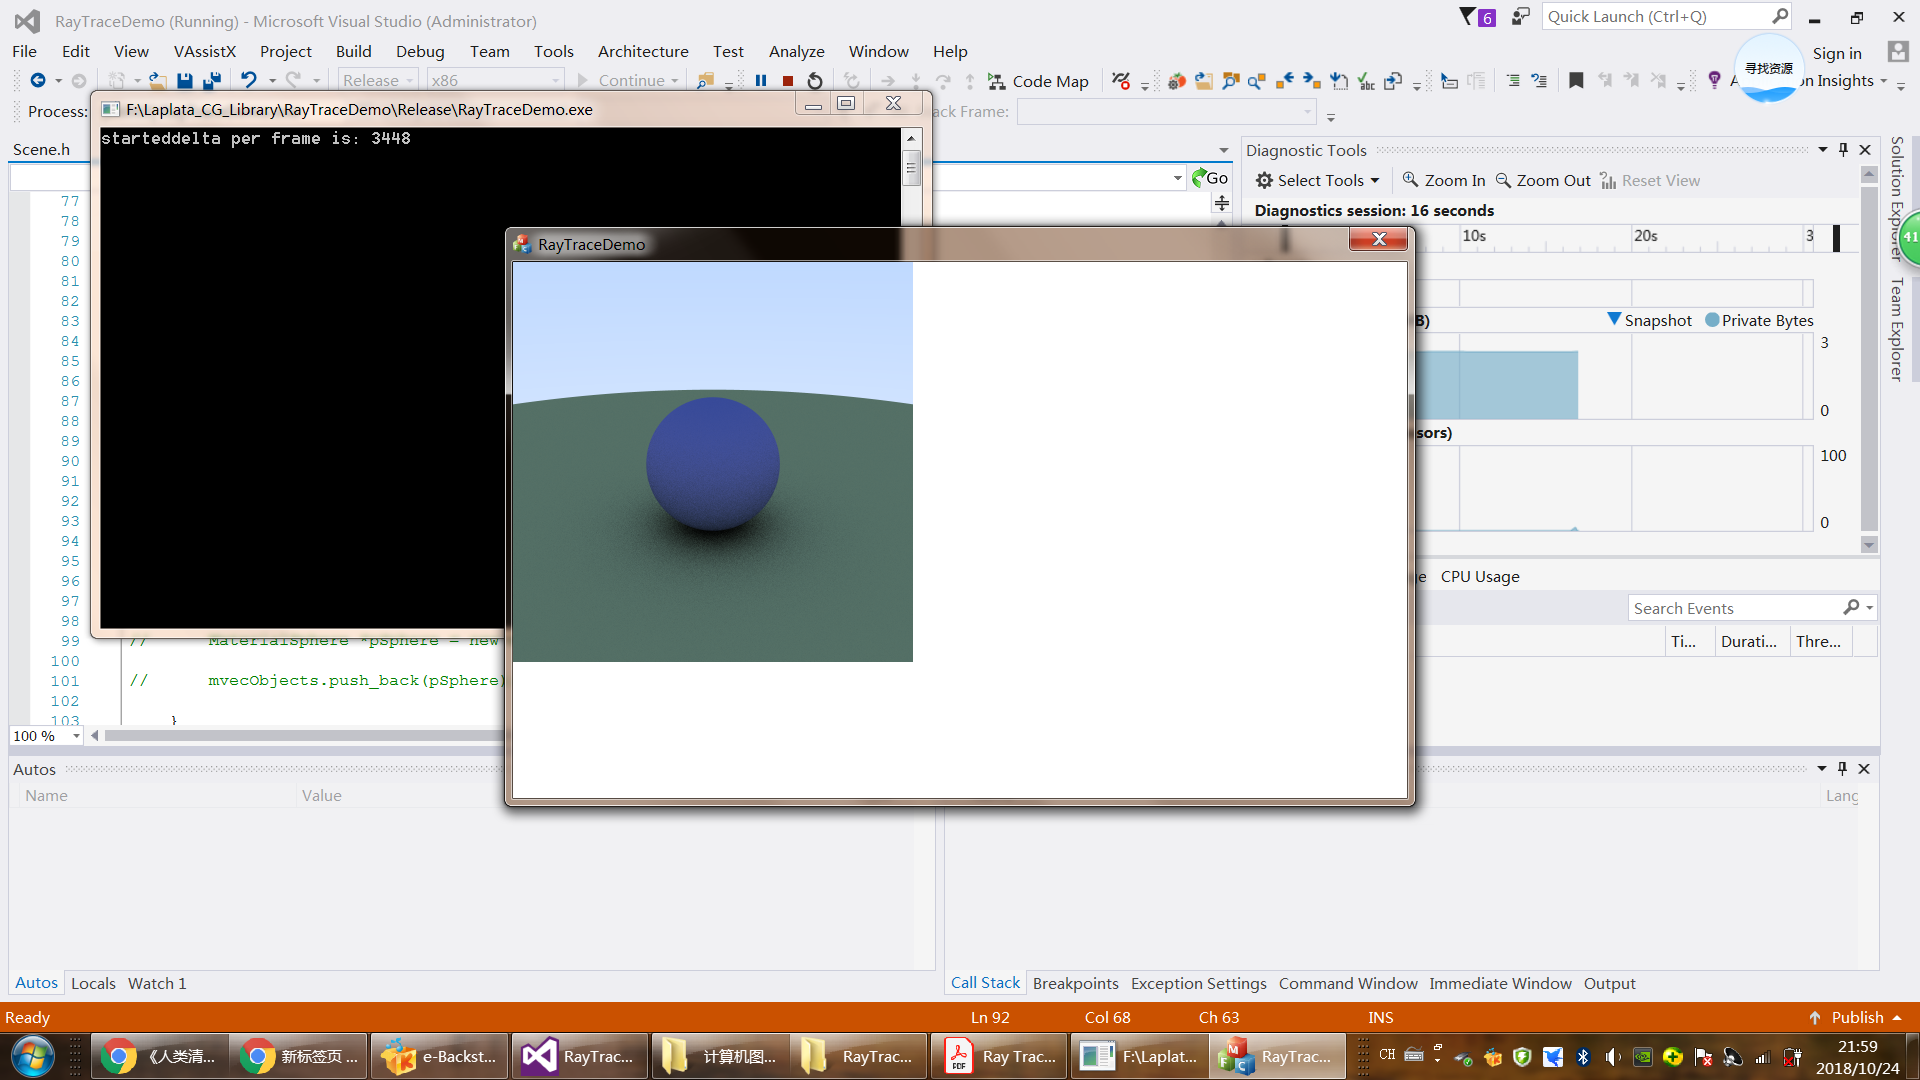 RayTraceDemo (Running) - Microsoft Visual Studio (Administrator)
6
Quick Launch (Ctrl+Q)
File Edit View VAssistX Project Build Debug Team Tools Architecture Test Analyze Window Help
Sign in
寻找资源
Release x86 Continue Code Map
on Insights
Process:
F:\Laplata_CG_Library\RayTraceDemo\Release\RayTraceDemo.exe
ack Frame:
starteddelta per frame is: 3448
Scene.h
Go
Diagnostic Tools
Select Tools Zoom In Zoom Out Reset View
Diagnostics session: 16 seconds
10s 20s 3
Solution Explorer
Team Explorer
41
RayTraceDemo
B) Snapshot Private Bytes
3
0
sors)
100
0
e CPU Usage
Search Events
Ti... Durati... Thre...
77
78
79
80
81
82
83
84
85
86
87
88
89
90
91
92
93
94
95
96
97
98
99 // MaterialSphere *pSphere = new
100
101 // mvecObjects.push_back(pSphere)
102
103 }
100 %
Autos
Name Value
Lang
Autos Locals Watch 1
Call Stack Breakpoints Exception Settings Command Window Immediate Window Output
Ready Ln 92 Col 68 Ch 63 INS Publish
《人类清... 新标签页 ... e-Backst... RayTrac... 计算机图... RayTrac... Ray Trac... F:\Laplat... RayTrac...
CH
21:59
2018/10/24